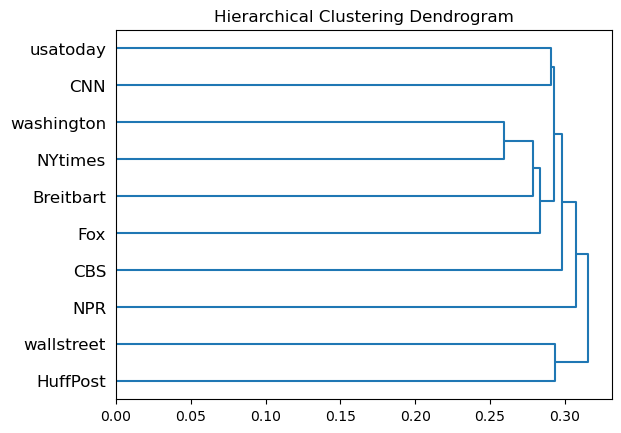 Hierarchical Clustering Dendrogram
usatoday
CNN
washington
NYtimes
Breitbart
Fox
CBS
NPR
wallstreet
HuffPost
0.00 0.05 0.10 0.15 0.20 0.25 0.30